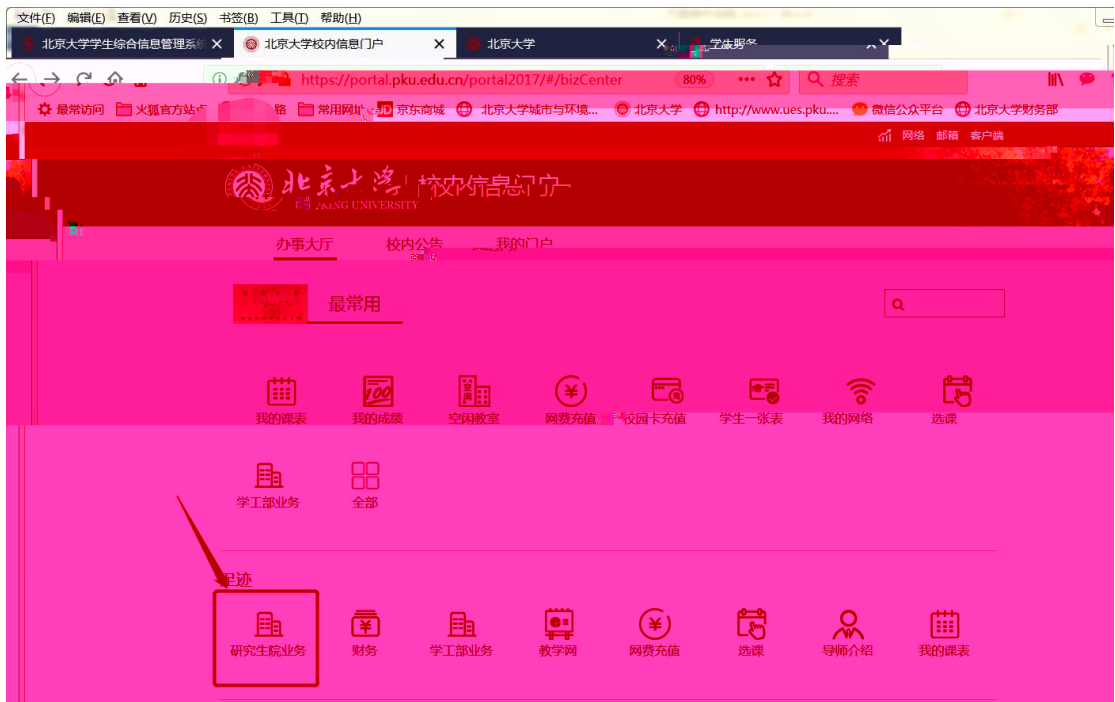 文件(F) 编辑(E) 查看(V) 历史(S) 书签(B) 工具(T) 帮助(H)
北京大学学生综合信息管理系统 北京大学校内信息门户 北京大学
https://portal.pku.edu.cn/portal2017/#/bizCenter 80% 搜索
最常访问 火狐官方站点 常用网址 JD 京东商城 北京大学城市与环境... 北京大学 http://www.ues.pku.... 微信公众平台 北京大学财务部
网络 邮箱 客户端
北京大学 校内信息门户
UNIVERSITY
办事大厅 校内公告 我的门户
最常用
我的课表 我的成绩 空闲教室 网费充值 校园卡充值 学生一张表 我的网络 选课
学工部业务 全部
足迹
研究生院业务 财务 学工部业务 教学网 网费充值 选课 导师介绍 我的课表